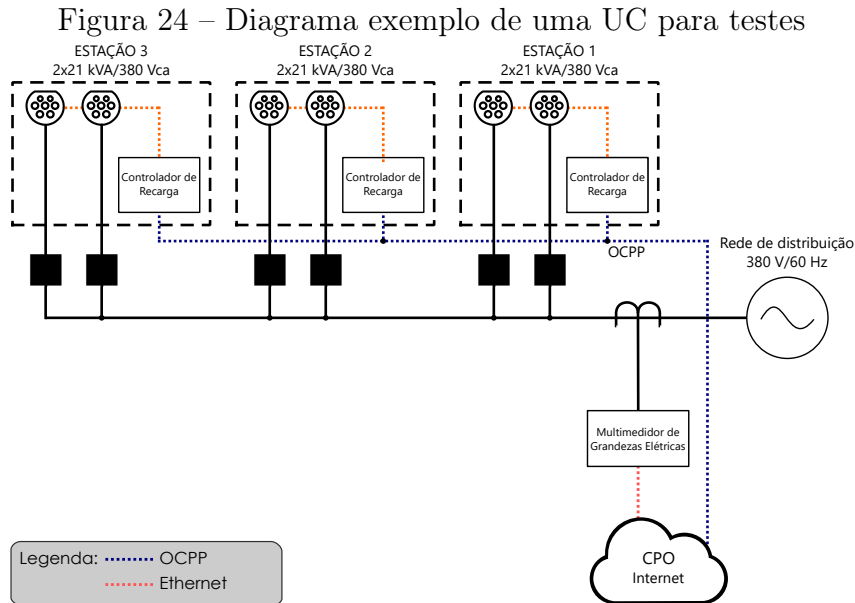 Figura 24 – Diagrama exemplo de uma UC para testes
ESTAÇÃO 3
2x21 kVA/380 Vca
ESTAÇÃO 2
2x21 kVA/380 Vca
ESTAÇÃO 1
2x21 kVA/380 Vca
Controlador de
Recarga
Controlador de
Recarga
Controlador de
Recarga
OCPP
Rede de distribuição
380 V/60 Hz
Multimedidor de
Grandezas Elétricas
CPO
Internet
Legenda:
OCPP
Ethernet